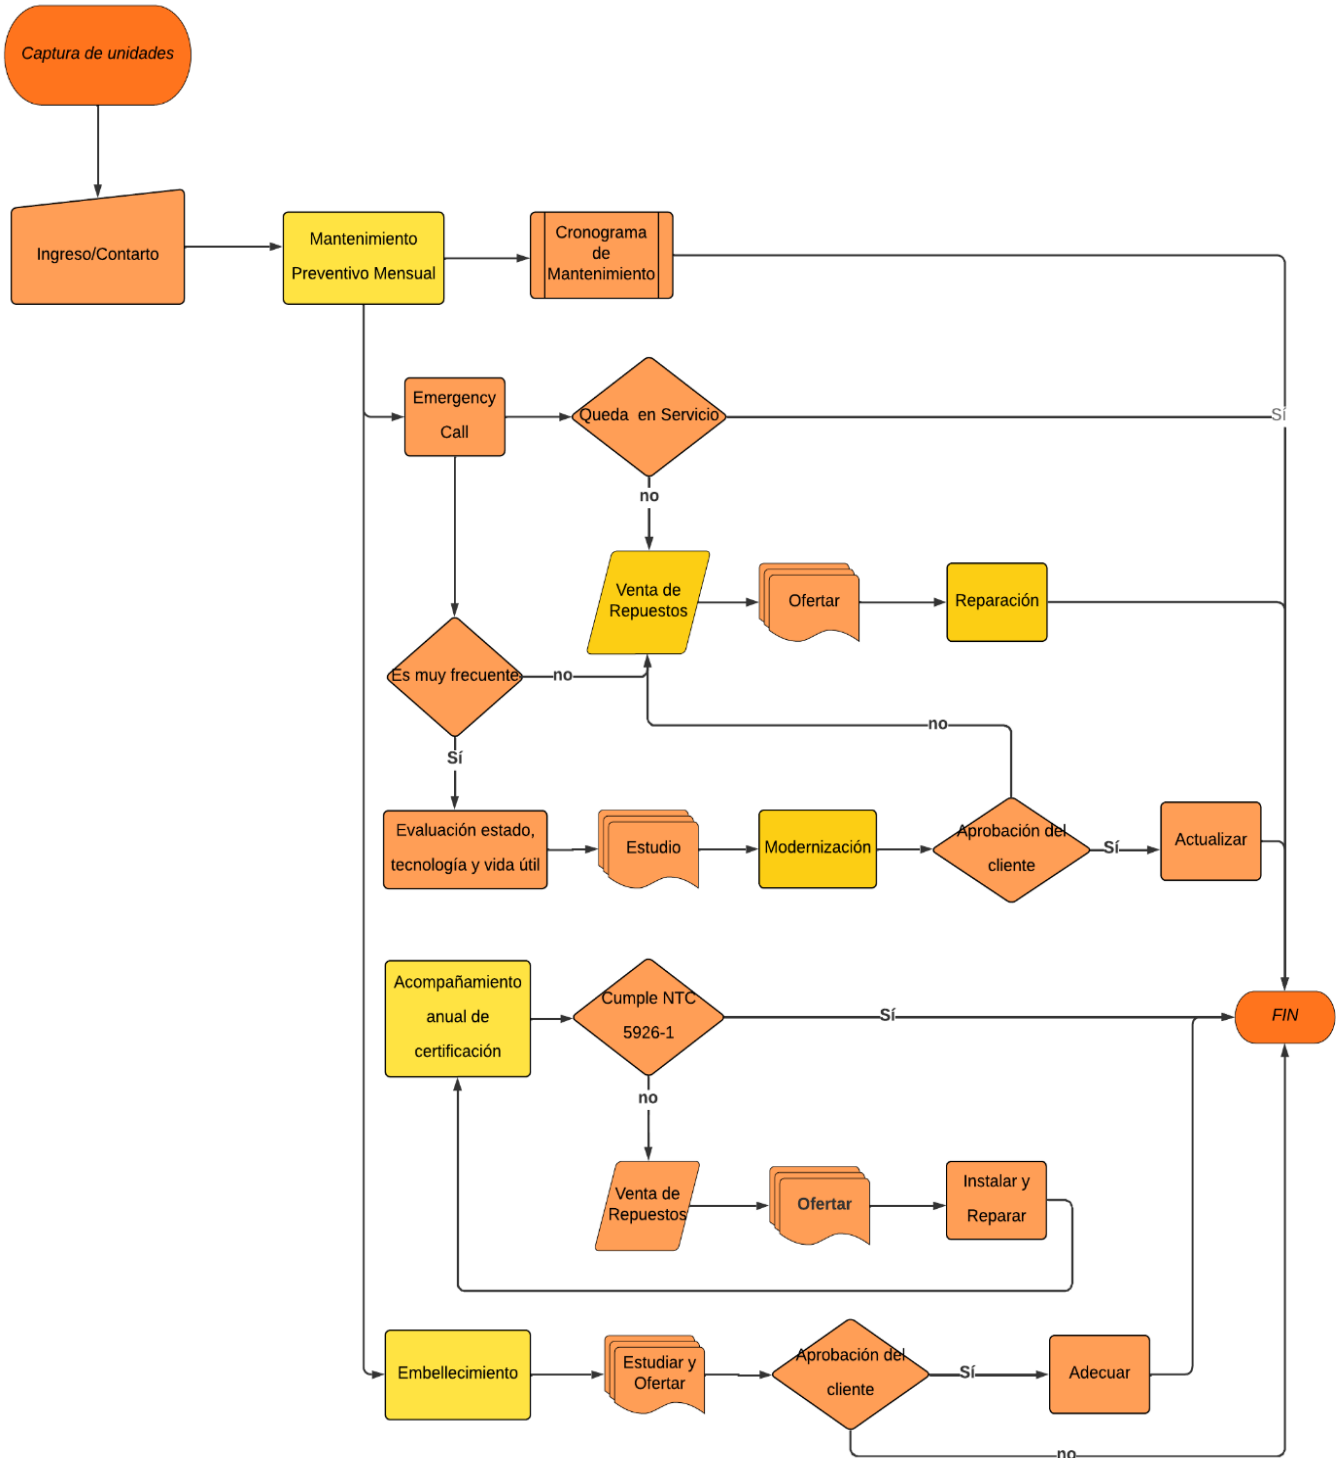 Captura de unidades
Ingreso/Contarto
Mantenimiento
Preventivo Mensual
Cronograma
de
Mantenimiento
Emergency
Call
Queda en Servicio
Sí
no
Venta de
Repuestos
Ofertar
Reparación
Es muy frecuente
no
no
Sí
Evaluación estado,
tecnología y vida útil
Estudio
Modernización
Aprobación del
cliente
Sí
Actualizar
Acompañamiento
anual de
certificación
Cumple NTC
5926-1
Sí
FIN
no
Venta de
Repuestos
Ofertar
Instalar y
Reparar
Embellecimiento
Estudiar y
Ofertar
Aprobación del
cliente
Sí
Adecuar
no